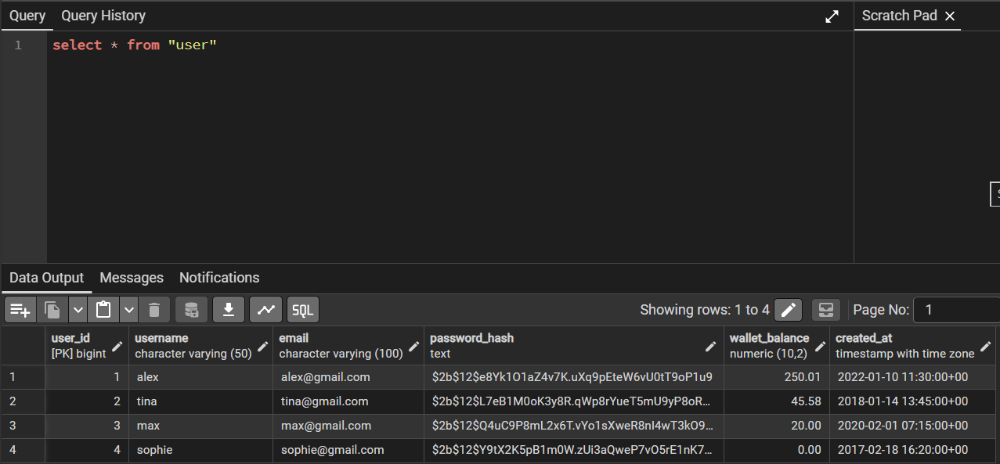 Query Query History Scratch Pad
1 select * from "user"
Data Output Messages Notifications
SQL Showing rows: 1 to 4 Page No: 1
user_id username email password_hash wallet_balance created_at
[PK] bigint character varying (50) character varying (100) text numeric (10,2) timestamp with time zone
1 1 alex alex@gmail.com $2b$12$e8Yk1O1aZ4v7K.uXq9pEteW6vU0tT9oP1u9 250.01 2022-01-10 11:30:00+00
2 2 tina tina@gmail.com $2b$12$L7eB1M0oK3y8R.qWp8rYueT5mU9yP8oR… 45.58 2018-01-14 13:45:00+00
3 3 max max@gmail.com $2b$12$Q4uC9P8mL2x6T.vYo1sXweR8nI4wT3kO9… 20.00 2020-02-01 07:15:00+00
4 4 sophie sophie@gmail.com $2b$12$Y9tX2K5pB1m0W.zUi3aQweP7vO5rE1nK7… 0.00 2017-02-18 16:20:00+00